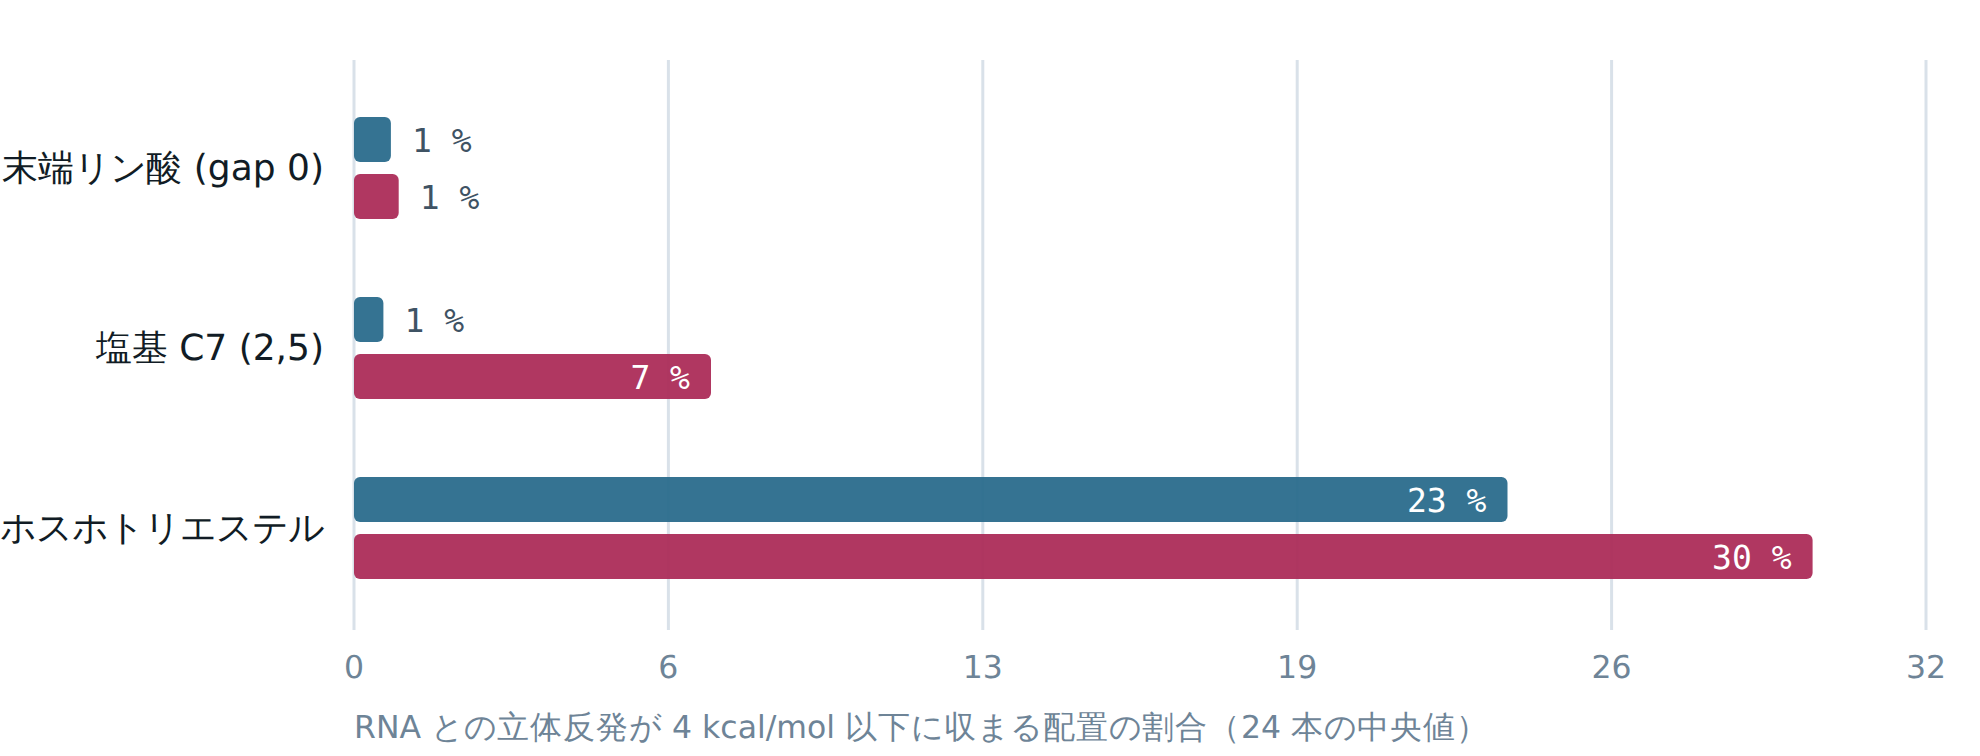 末端リン酸 (gap 0)
1 %
1 %
塩基 C7 (2,5)
1 %
7 %
ホスホトリエステル
23 %
30 %
0 6 13 19 26 32
RNA との立体反発が 4 kcal/mol 以下に収まる配置の割合（24 本の中央値）